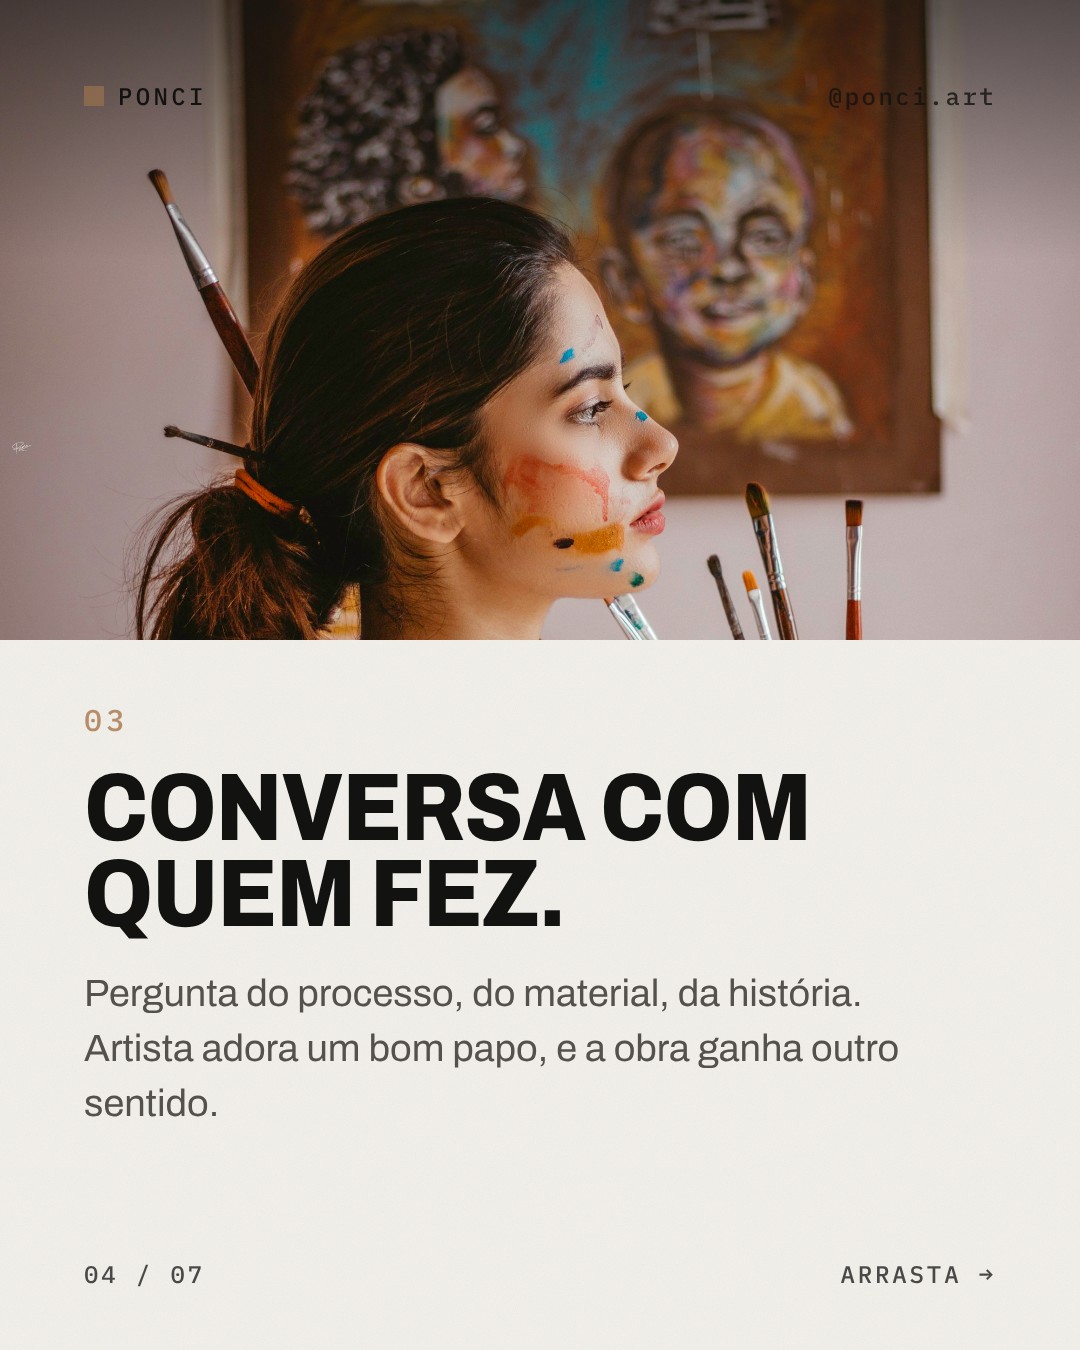 PONCI
@ponci.art
03
CONVERSA COM
QUEM FEZ.
Pergunta do processo, do material, da história.
Artista adora um bom papo, e a obra ganha outro
sentido.
04 / 07
ARRASTA →